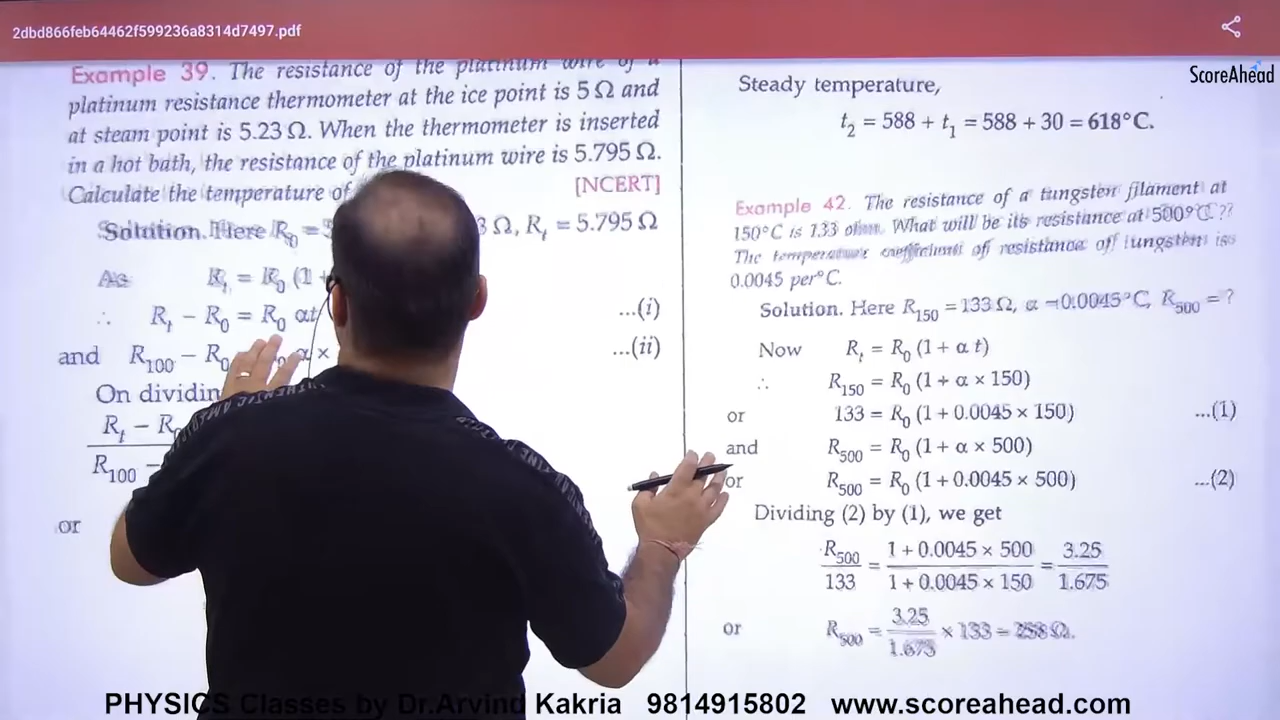 2dbd866feb64462f599236a8314d7497.pdf
ScoreAhead
Example 39. The resistance of the platinum wire of a
platinum resistance thermometer at the ice point is 5 Ω and
at steam point is 5.23 Ω. When the thermometer is inserted
in a hot bath, the resistance of the platinum wire is 5.795 Ω.
Calculate the temperature of
[NCERT]
Solution. Here R₀ = 3 Ω, Rₜ = 5.795 Ω
As Rₜ = R₀ (1 +
∴ Rₜ − R₀ = R₀ αt ...(i)
and R₁₀₀ − R₀ α × ...(ii)
On dividin
Rₜ − R₀
R₁₀₀ −
or
Steady temperature,
t₂ = 588 + t₁ = 588 + 30 = 618°C.
Example 42. The resistance of a tungsten filament at
150°C is 133 ohm. What will be its resistance at 500°C ?
The temperature coefficient of resistance of tungsten is
0.0045 per°C.
Solution. Here R₁₅₀ = 133 Ω, α = 0.0045°C, R₅₀₀ = ?
Now Rₜ = R₀ (1 + α t)
∴ R₁₅₀ = R₀ (1 + α × 150)
or 133 = R₀ (1 + 0.0045 × 150) ...(1)
and R₅₀₀ = R₀ (1 + α × 500)
or R₅₀₀ = R₀ (1 + 0.0045 × 500) ...(2)
Dividing (2) by (1), we get
R₅₀₀/133 = (1 + 0.0045 × 500)/(1 + 0.0045 × 150) = 3.25/1.675
or R₅₀₀ = 3.25/1.675 × 133 = 258 Ω.
PHYSICS Classes by Dr.Arvind Kakria 9814915802 www.scoreahead.com